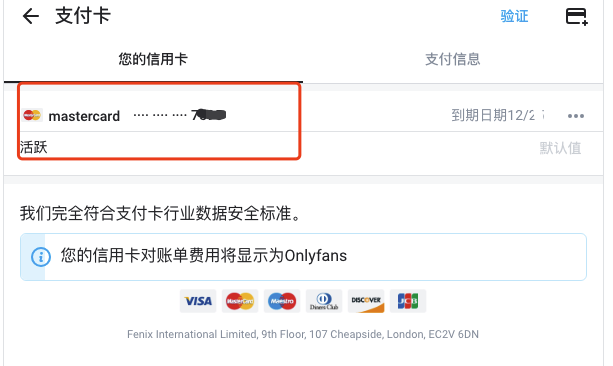 支付卡 验证
您的信用卡 支付信息
mastercard .... .... .... 到期日期12/2
活跃 默认值
我们完全符合支付卡行业数据安全标准。
您的信用卡对账单费用将显示为Onlyfans
VISA MasterCard Maestro Diners Club DISCOVER JCB
Fenix International Limited, 9th Floor, 107 Cheapside, London, EC2V 6DN